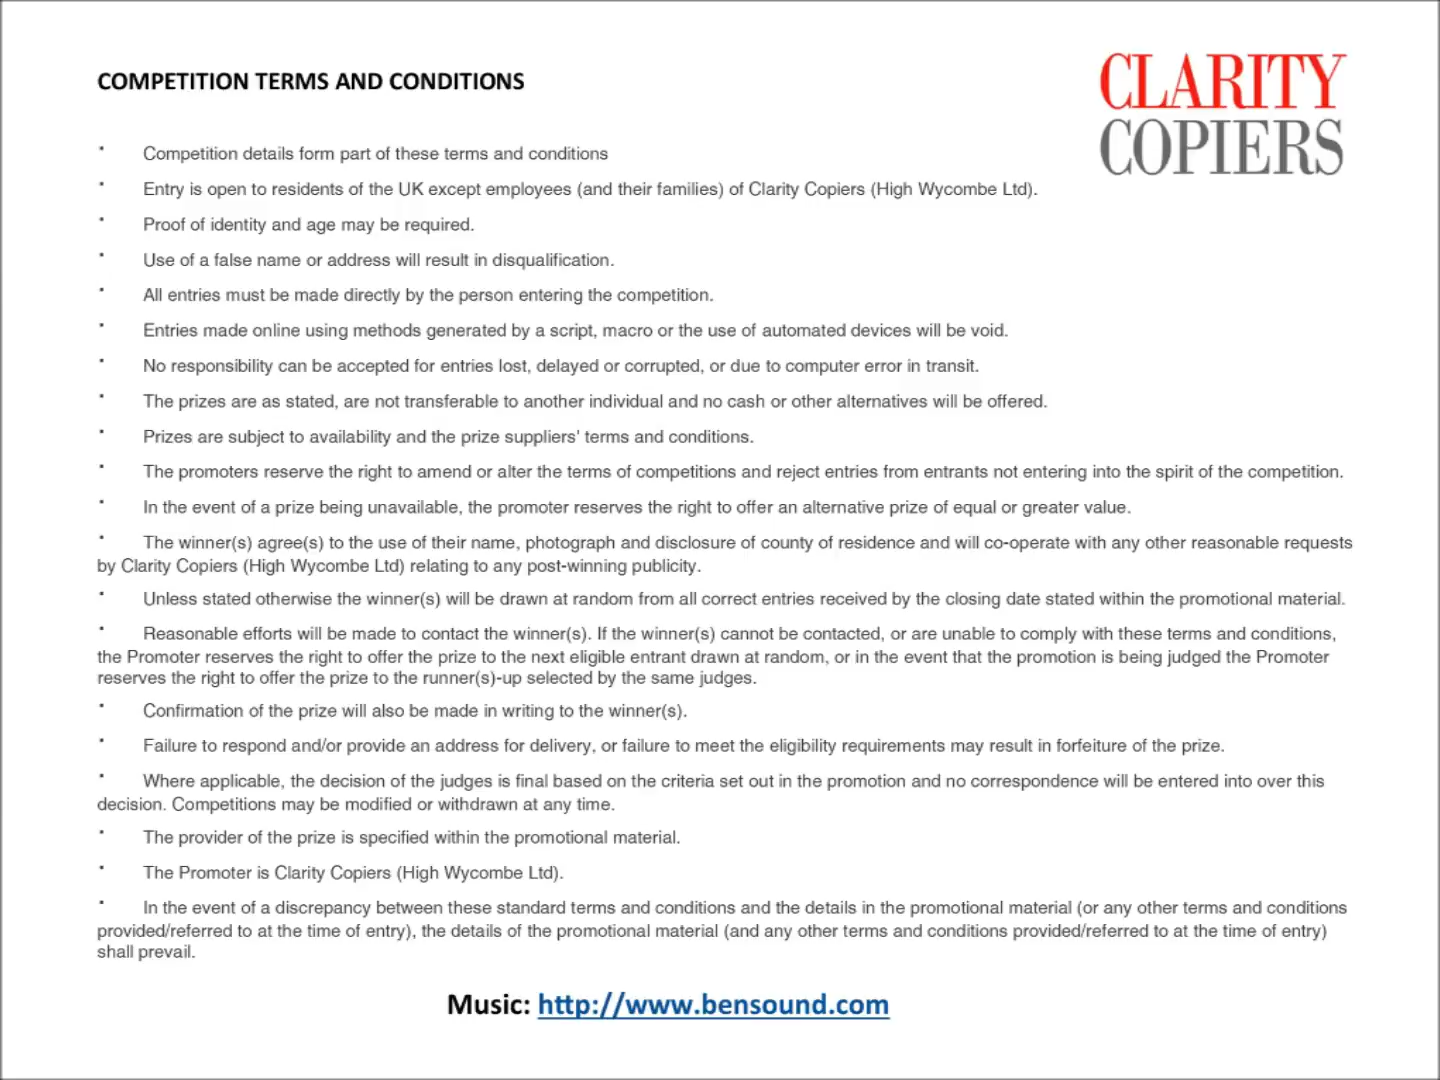 COMPETITION TERMS AND CONDITIONS
CLARITY
COPIERS
· Competition details form part of these terms and conditions
· Entry is open to residents of the UK except employees (and their families) of Clarity Copiers (High Wycombe Ltd).
· Proof of identity and age may be required.
· Use of a false name or address will result in disqualification.
· All entries must be made directly by the person entering the competition.
· Entries made online using methods generated by a script, macro or the use of automated devices will be void.
· No responsibility can be accepted for entries lost, delayed or corrupted, or due to computer error in transit.
· The prizes are as stated, are not transferable to another individual and no cash or other alternatives will be offered.
· Prizes are subject to availability and the prize suppliers' terms and conditions.
· The promoters reserve the right to amend or alter the terms of competitions and reject entries from entrants not entering into the spirit of the competition.
· In the event of a prize being unavailable, the promoter reserves the right to offer an alternative prize of equal or greater value.
· The winner(s) agree(s) to the use of their name, photograph and disclosure of county of residence and will co-operate with any other reasonable requests
by Clarity Copiers (High Wycombe Ltd) relating to any post-winning publicity.
· Unless stated otherwise the winner(s) will be drawn at random from all correct entries received by the closing date stated within the promotional material.
· Reasonable efforts will be made to contact the winner(s). If the winner(s) cannot be contacted, or are unable to comply with these terms and conditions,
the Promoter reserves the right to offer the prize to the next eligible entrant drawn at random, or in the event that the promotion is being judged the Promoter
reserves the right to offer the prize to the runner(s)-up selected by the same judges.
· Confirmation of the prize will also be made in writing to the winner(s).
· Failure to respond and/or provide an address for delivery, or failure to meet the eligibility requirements may result in forfeiture of the prize.
· Where applicable, the decision of the judges is final based on the criteria set out in the promotion and no correspondence will be entered into over this
decision. Competitions may be modified or withdrawn at any time.
· The provider of the prize is specified within the promotional material.
· The Promoter is Clarity Copiers (High Wycombe Ltd).
· In the event of a discrepancy between these standard terms and conditions and the details in the promotional material (or any other terms and conditions
provided/referred to at the time of entry), the details of the promotional material (and any other terms and conditions provided/referred to at the time of entry)
shall prevail.
Music: http://www.bensound.com